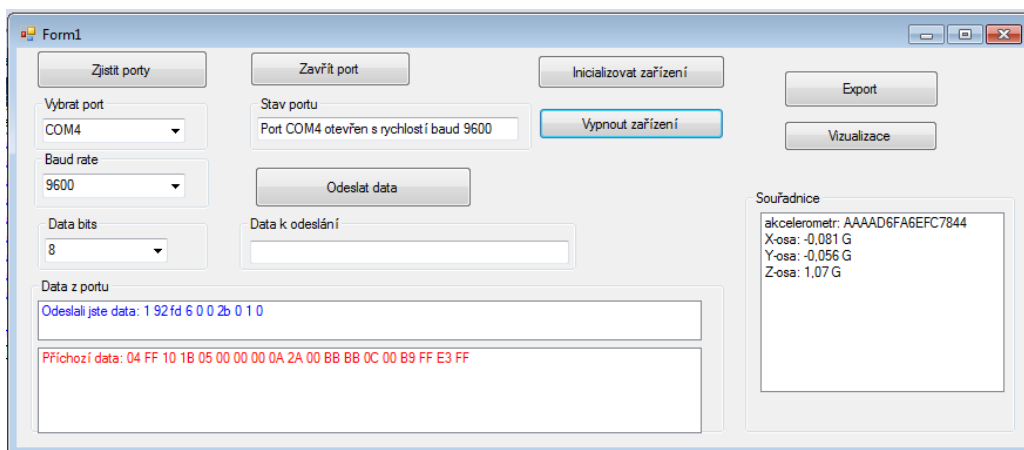 Form1
Zjistit porty
Zavřít port
Inicializovat zařízení
Export
Vybrat port
COM4
Stav portu
Port COM4 otevřen s rychlostí baud 9600
Vypnout zařízení
Vizualizace
Baud rate
9600
Odeslat data
Data bits
8
Data k odeslání
Souřadnice
akcelerometr: AAAAD6FA6EFC7844
X-osa: -0,081 G
Y-osa: -0,056 G
Z-osa: 1,07 G
Data z portu
Odeslali jste data: 1 92 fd 6 0 0 2b 0 1 0
Příchozí data: 04 FF 10 1B 05 00 00 00 0A 2A 00 BB BB 0C 00 B9 FF E3 FF